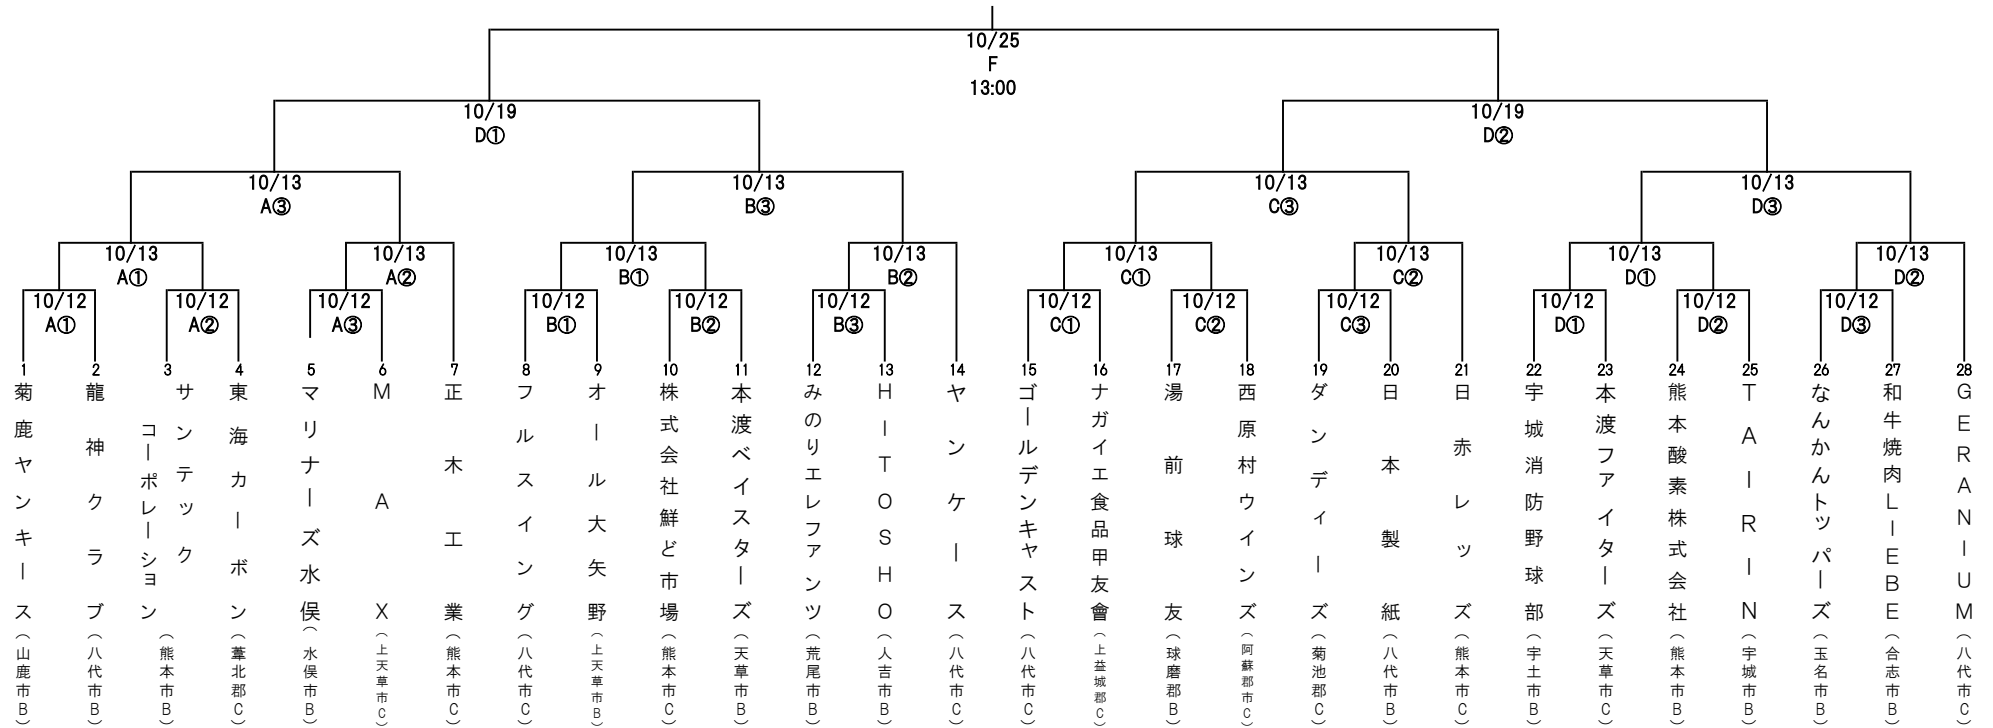 10/25
F
13:00
10/19
D①
10/19
D②
10/13
A③
10/13
B③
10/13
C③
10/13
D③
10/13
A①
10/13
A②
10/13
B①
10/13
B②
10/13
C①
10/13
C②
10/13
D①
10/13
D②
10/12
A①
10/12
A②
10/12
A③
10/12
B①
10/12
B②
10/12
B③
10/12
C①
10/12
C②
10/12
C③
10/12
D①
10/12
D②
10/12
D③
1
菊鹿ヤンキース
(山鹿市B)
2
龍神クラブ
(八代市B)
3
サンテック
コーポレーション
(熊本市B)
4
東海カーボン
(葦北郡C)
5
マリナーズ水俣
(水俣市B)
6
MAX
(上天草市C)
7
正木工業
(熊本市C)
8
フルスイング
(八代市C)
9
オール大矢野
(上天草市B)
10
株式会社鮮ど市場
(熊本市C)
11
本渡ベイスターズ
(天草市B)
12
みのりエレファンツ
(荒尾市B)
13
HITOSHO
(人吉市B)
14
ヤンケース
(八代市C)
15
ゴールデンキャスト
(八代市C)
16
ナガイエ食品甲友會
(上益城郡C)
17
湯前球友
(球磨郡B)
18
西原村ウインズ
(阿蘇郡市C)
19
ダンディーズ
(菊池郡C)
20
日本製紙
(八代市B)
21
日赤レッズ
(熊本市C)
22
宇城消防野球部
(宇土市B)
23
本渡ファイターズ
(天草市C)
24
熊本酸素株式会社
(熊本市B)
25
TAIRIN
(宇城市B)
26
なんかんトッパーズ
(玉名市B)
27
和牛焼肉LIEBE
(合志市B)
28
GERANIUM
(八代市C)